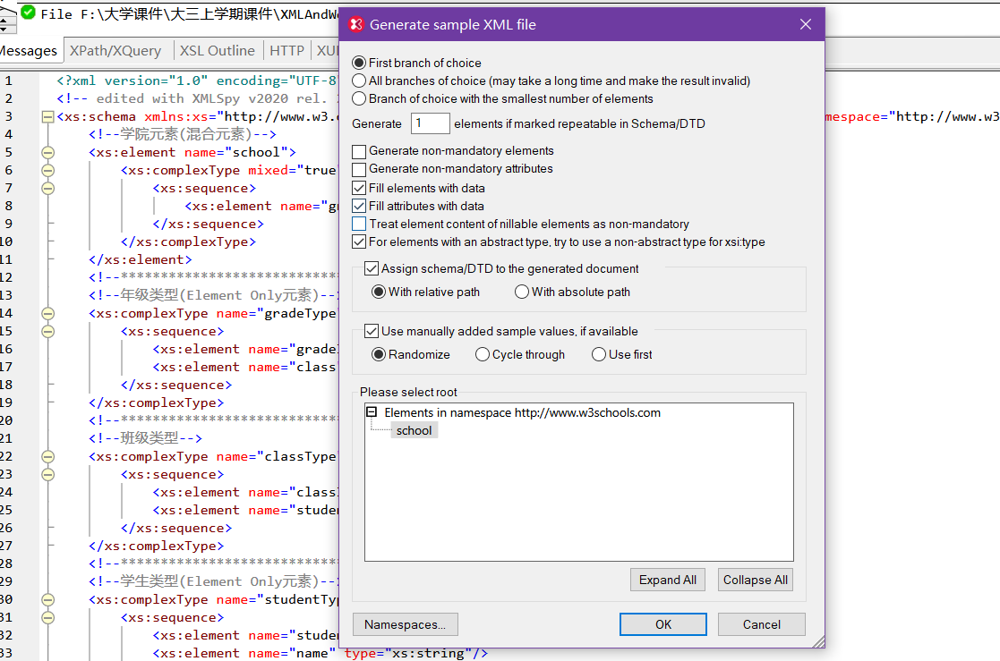 File F:\大学课件\大三上学期课件\XMLAndWe
Messages XPath/XQuery XSL Outline HTTP XU
1 <?xml version="1.0" encoding="UTF-8
2 <!-- edited with XMLSpy v2020 rel.
3 <xs:schema xmlns:xs="http://www.w3. mespace="http://www.w3
4 <!--学院元素(混合元素)-->
5 <xs:element name="school">
6 <xs:complexType mixed="true
7 <xs:sequence>
8 <xs:element name="g
9 </xs:sequence>
10 </xs:complexType>
11 </xs:element>
12 <!--***************************
13 <!--年级类型(Element Only元素)--
14 <xs:complexType name="gradeType
15 <xs:sequence>
16 <xs:element name="grade
17 <xs:element name="class
18 </xs:sequence>
19 </xs:complexType>
20 <!--***************************
21 <!--班级类型-->
22 <xs:complexType name="classType
23 <xs:sequence>
24 <xs:element name="class
25 <xs:element name="stude
26 </xs:sequence>
27 </xs:complexType>
28 <!--***************************
29 <!--学生类型(Element Only元素)--
30 <xs:complexType name="studentTyp
31 <xs:sequence>
32 <xs:element name="stude
33 <xs:element name="name" type="xs:string"/>
Generate sample XML file
First branch of choice
All branches of choice (may take a long time and make the result invalid)
Branch of choice with the smallest number of elements
Generate 1 elements if marked repeatable in Schema/DTD
Generate non-mandatory elements
Generate non-mandatory attributes
Fill elements with data
Fill attributes with data
Treat element content of nillable elements as non-mandatory
For elements with an abstract type, try to use a non-abstract type for xsi:type
Assign schema/DTD to the generated document
With relative path With absolute path
Use manually added sample values, if available
Randomize Cycle through Use first
Please select root
Elements in namespace http://www.w3schools.com
school
Expand All Collapse All
Namespaces... OK Cancel